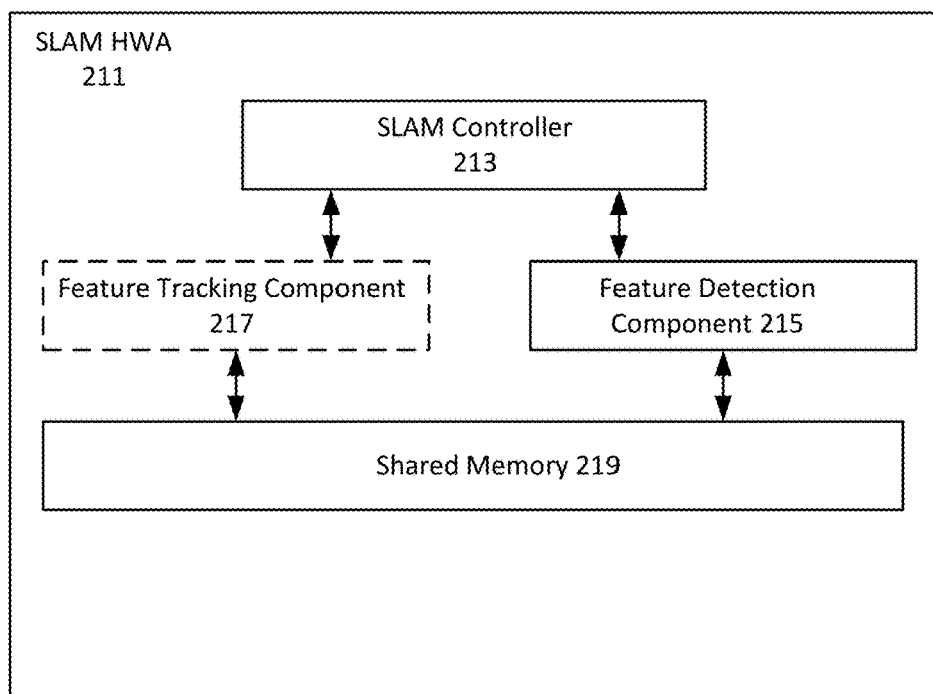 SLAM HWA
211
SLAM Controller
213
Feature Tracking Component
217
Feature Detection
Component 215
Shared Memory 219